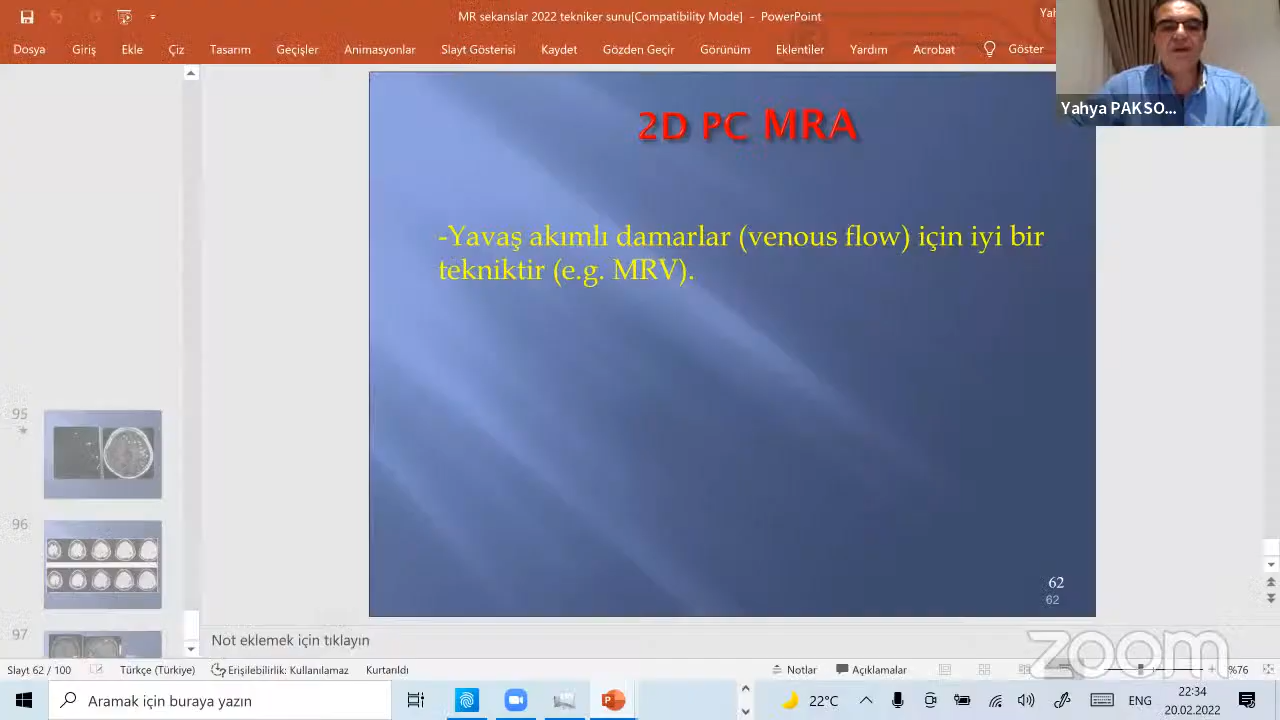 MR sekanslar 2022 tekniker sunu[Compatibility Mode] - PowerPoint
Yah
Dosya Giriş Ekle Çiz Tasarım Geçişler Animasyonlar Slayt Gösterisi Kaydet Gözden Geçir Görünüm Eklentiler Yardım Acrobat Göster
Yahya PAKSO...
2D PC MRA
-Yavaş akımlı damarlar (venous flow) için iyi bir
tekniktir (e.g. MRV).
62
62
95
96
97
Not eklemek için tıklayın
zoom
Slayt 62 / 100 Türkçe (Türkiye) Erişilebilirlik: Kullanılamaz Kurtarıldı Notlar Açıklamalar %76
Aramak için buraya yazın
22°C
ENG
22:34
20.02.2022